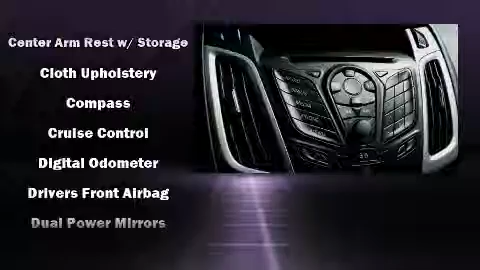 Center Arm Rest w/ Storage
Cloth Upholstery
Compass
Cruise Control
Digital Odometer
Drivers Front Airbag
Dual Power Mirrors